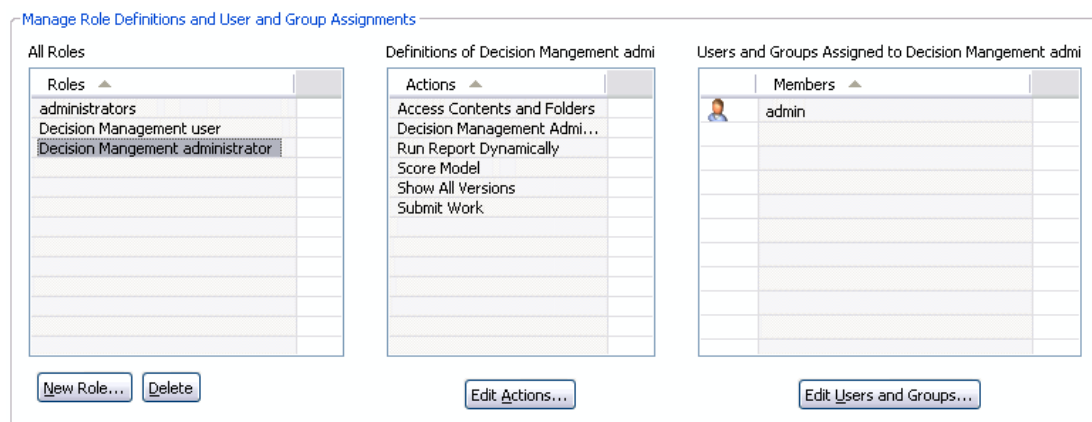 Manage Role Definitions and User and Group Assignments
All Roles
Roles
administrators
Decision Management user
Decision Mangement administrator
New Role...
Delete
Definitions of Decision Mangement admi
Actions
Access Contents and Folders
Decision Management Admi...
Run Report Dynamically
Score Model
Show All Versions
Submit Work
Edit Actions...
Users and Groups Assigned to Decision Mangement admi
Members
admin
Edit Users and Groups...